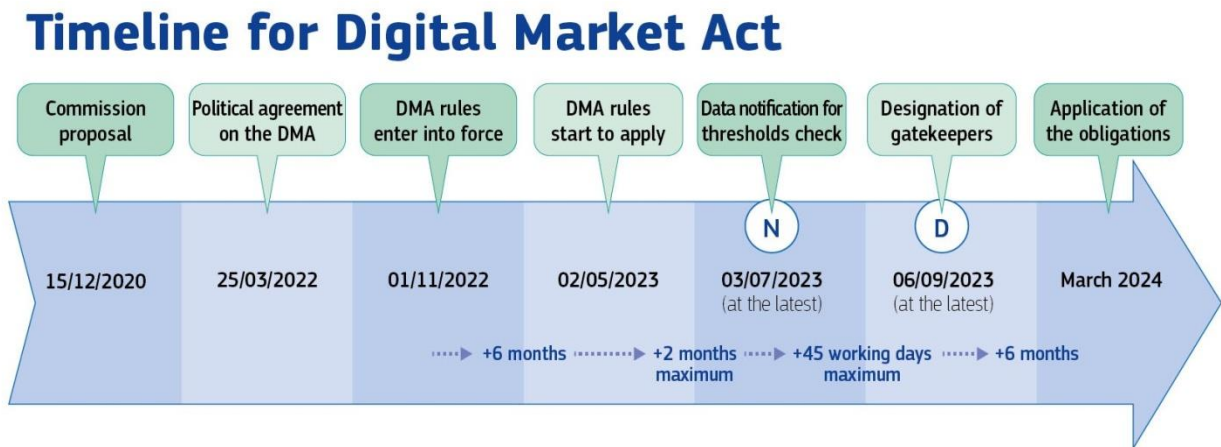 Timeline for Digital Market Act
Commission
proposal
Political agreement
on the DMA
DMA rules
enter into force
DMA rules
start to apply
Data notification for
thresholds check
Designation of
gatekeepers
Application of
the obligations
N
D
15/12/2020
25/03/2022
01/11/2022
02/05/2023
03/07/2023
(at the latest)
06/09/2023
(at the latest)
March 2024
+6 months
+2 months
maximum
+45 working days
maximum
+6 months